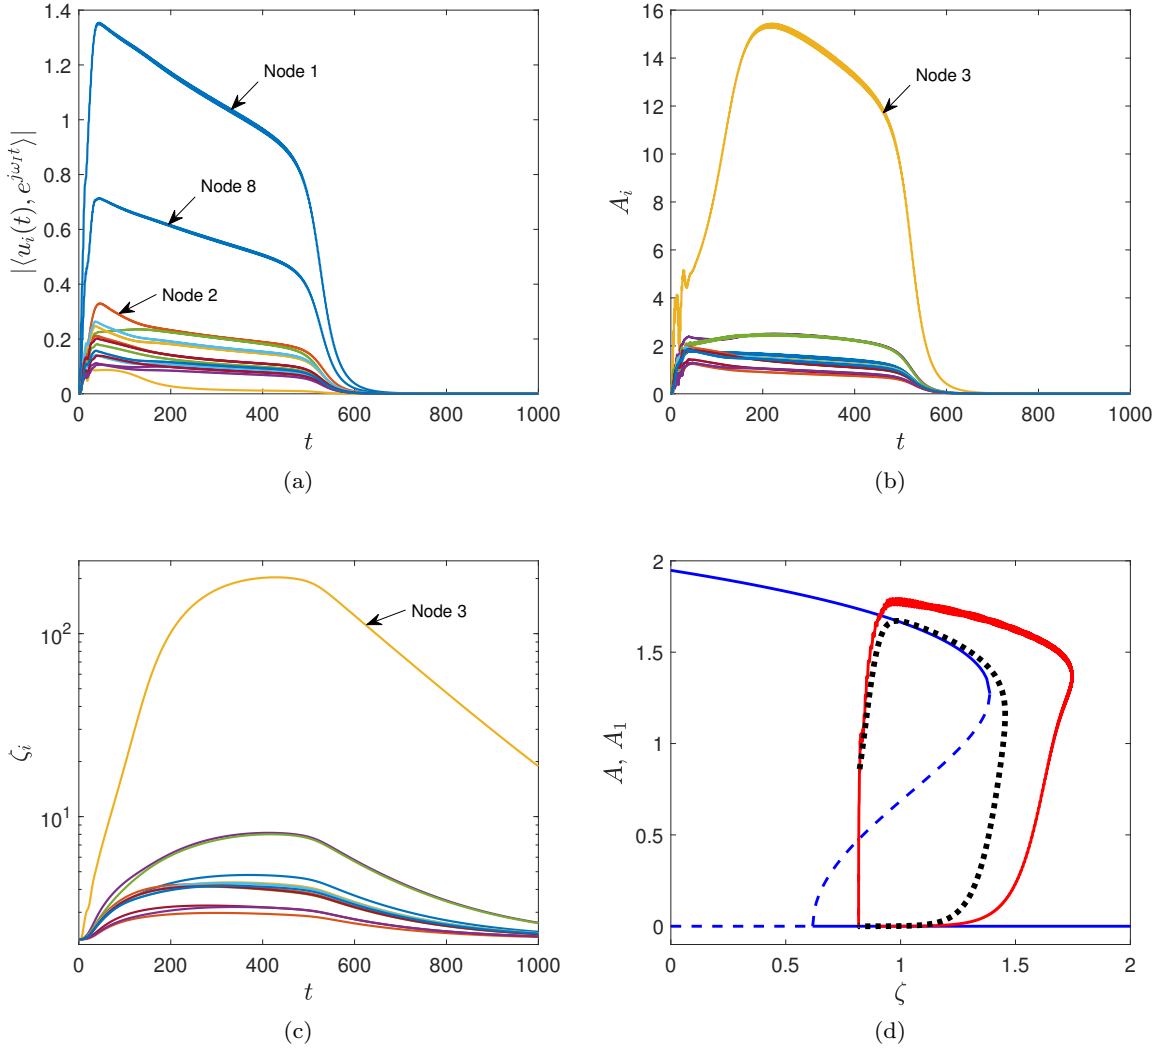 1.4
1.2
1
0.8
0.6
0.4
0.2
0
|⟨u_i(t), e^{jω_I t}⟩|
Node 1
Node 8
Node 2
0 200 400 600 800 1000
t
(a)
16
14
12
10
8
6
4
2
0
A_i
Node 3
0 200 400 600 800 1000
t
(b)
10^2
10^1
ζ_i
Node 3
0 200 400 600 800 1000
t
(c)
2
1.5
1
0.5
0
A, A_1
0 0.5 1 1.5 2
ζ
(d)